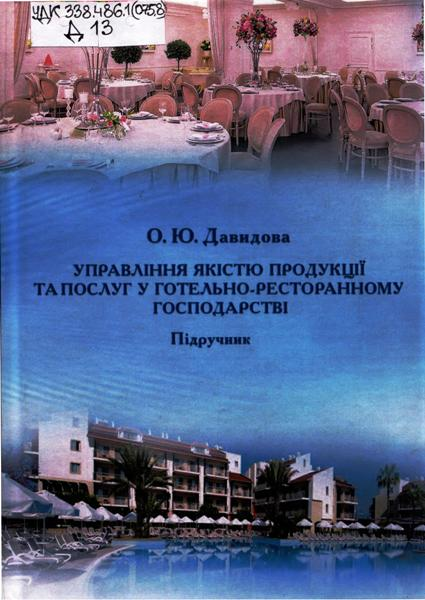 УДК 338.486.1(075.8)
Д 13
О. Ю. Давидова
УПРАВЛІННЯ ЯКІСТЮ ПРОДУКЦІЇ
ТА ПОСЛУГ У ГОТЕЛЬНО-РЕСТОРАННОМУ
ГОСПОДАРСТВІ
Підручник